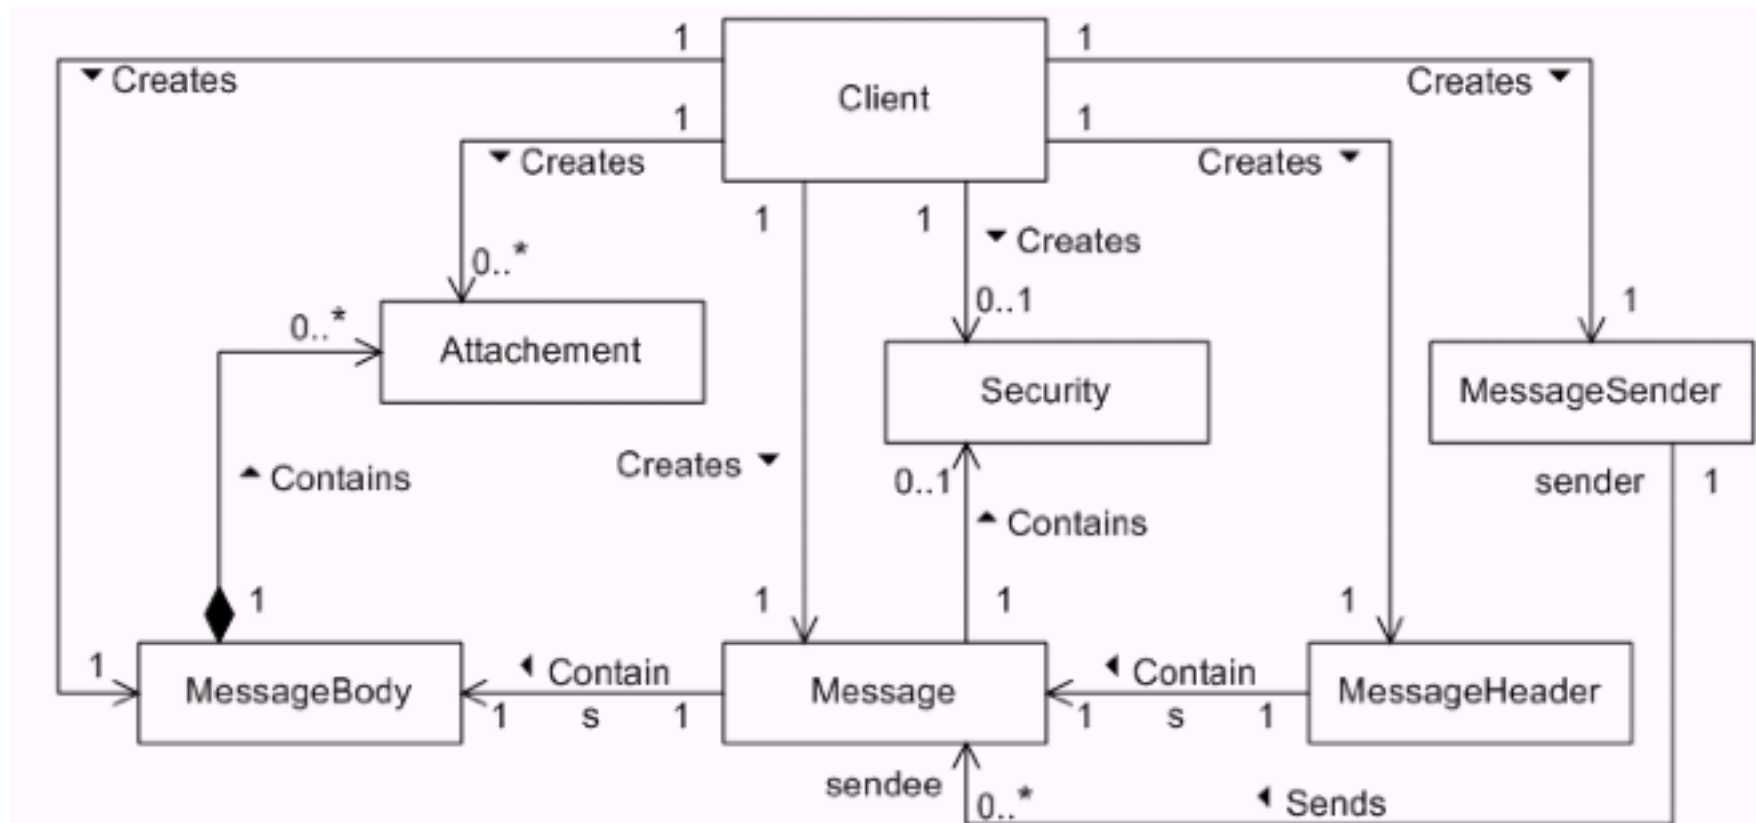 1
1
Creates
Creates
Client
1
1
Creates
Creates
1
1
Creates
0..*
0..1
1
0..*
Attachement
Security
MessageSender
Creates
Contains
0..1
sender
1
Contains
1
1
1
1
1
MessageBody
Contain
s
1
1
Message
Contain
s
1
1
MessageHeader
sendee
0..*
Sends